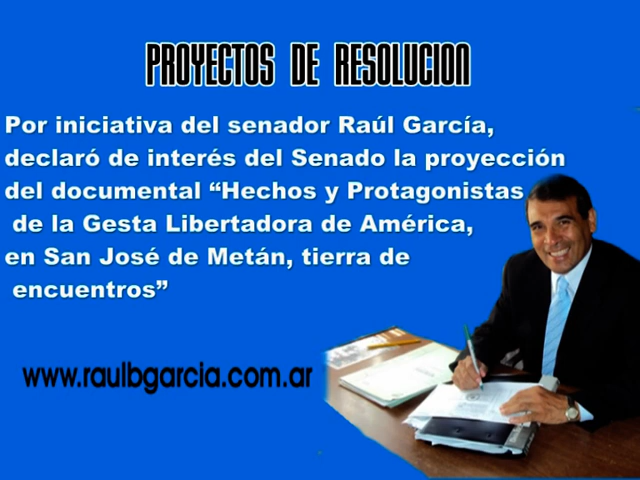 PROYECTOS DE RESOLUCION
Por iniciativa del senador Raúl García,
declaró de interés del Senado la proyección
del documental “Hechos y Protagonistas
de la Gesta Libertadora de América,
en San José de Metán, tierra de
encuentros”
www.raulbgarcia.com.ar